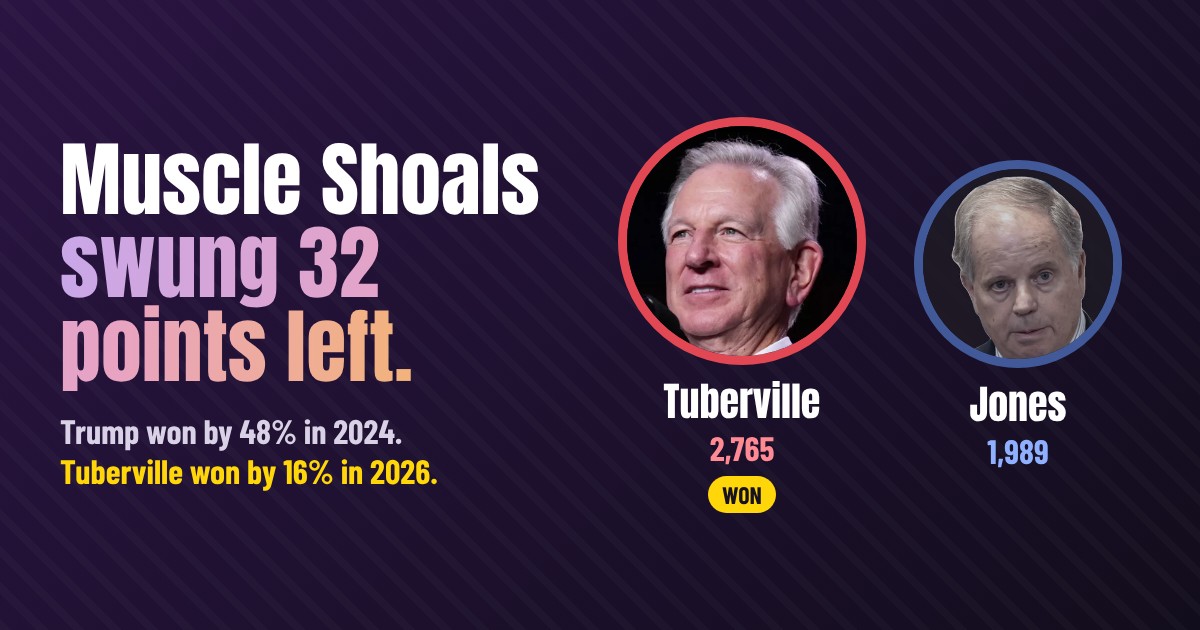 Muscle Shoals
swung 32
points left.
Trump won by 48% in 2024.
Tuberville won by 16% in 2026.
Tuberville
2,765
WON
Jones
1,989